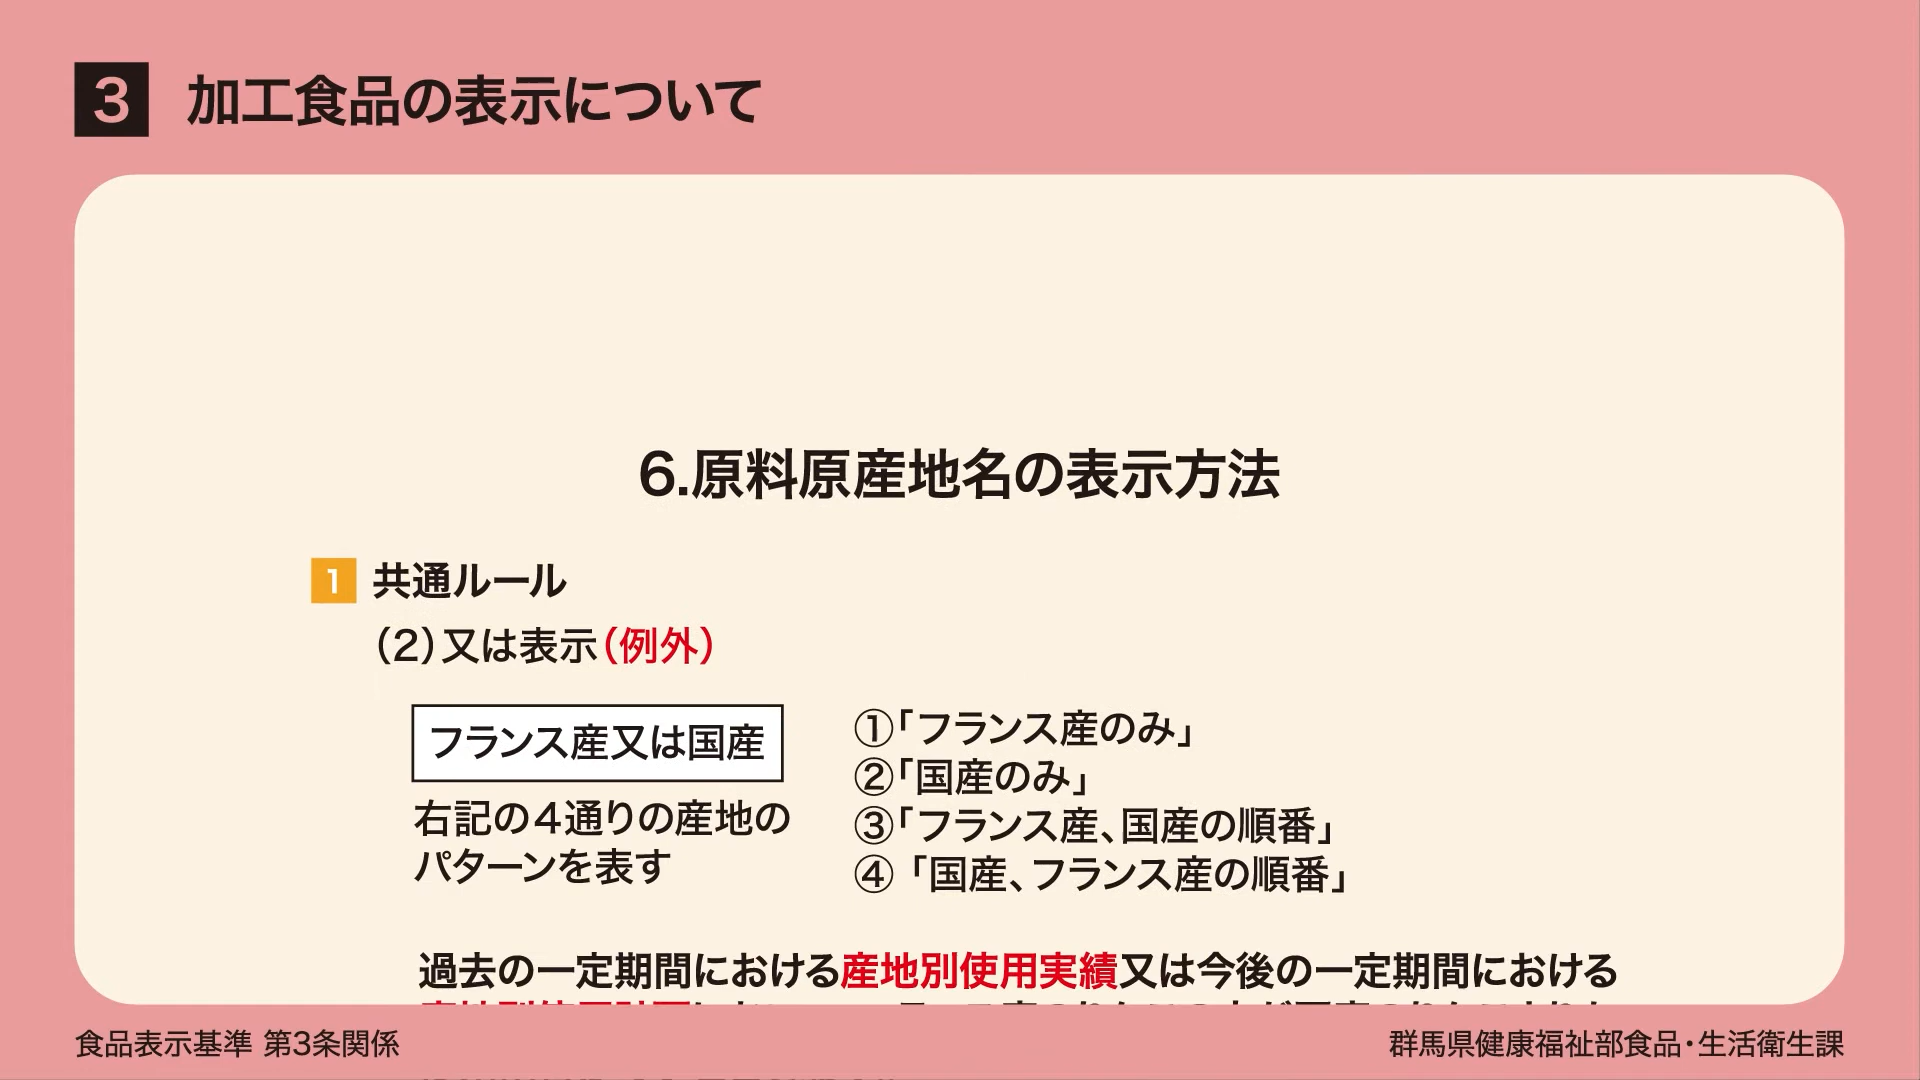 3 加工食品の表示について
6.原料原産地名の表示方法
1 共通ルール
(2)又は表示(例外)
フランス産又は国産
右記の4通りの産地の
パターンを表す
①「フランス産のみ」
②「国産のみ」
③「フランス産、国産の順番」
④「国産、フランス産の順番」
過去の一定期間における産地別使用実績又は今後の一定期間における
食品表示基準 第3条関係
群馬県健康福祉部食品・生活衛生課